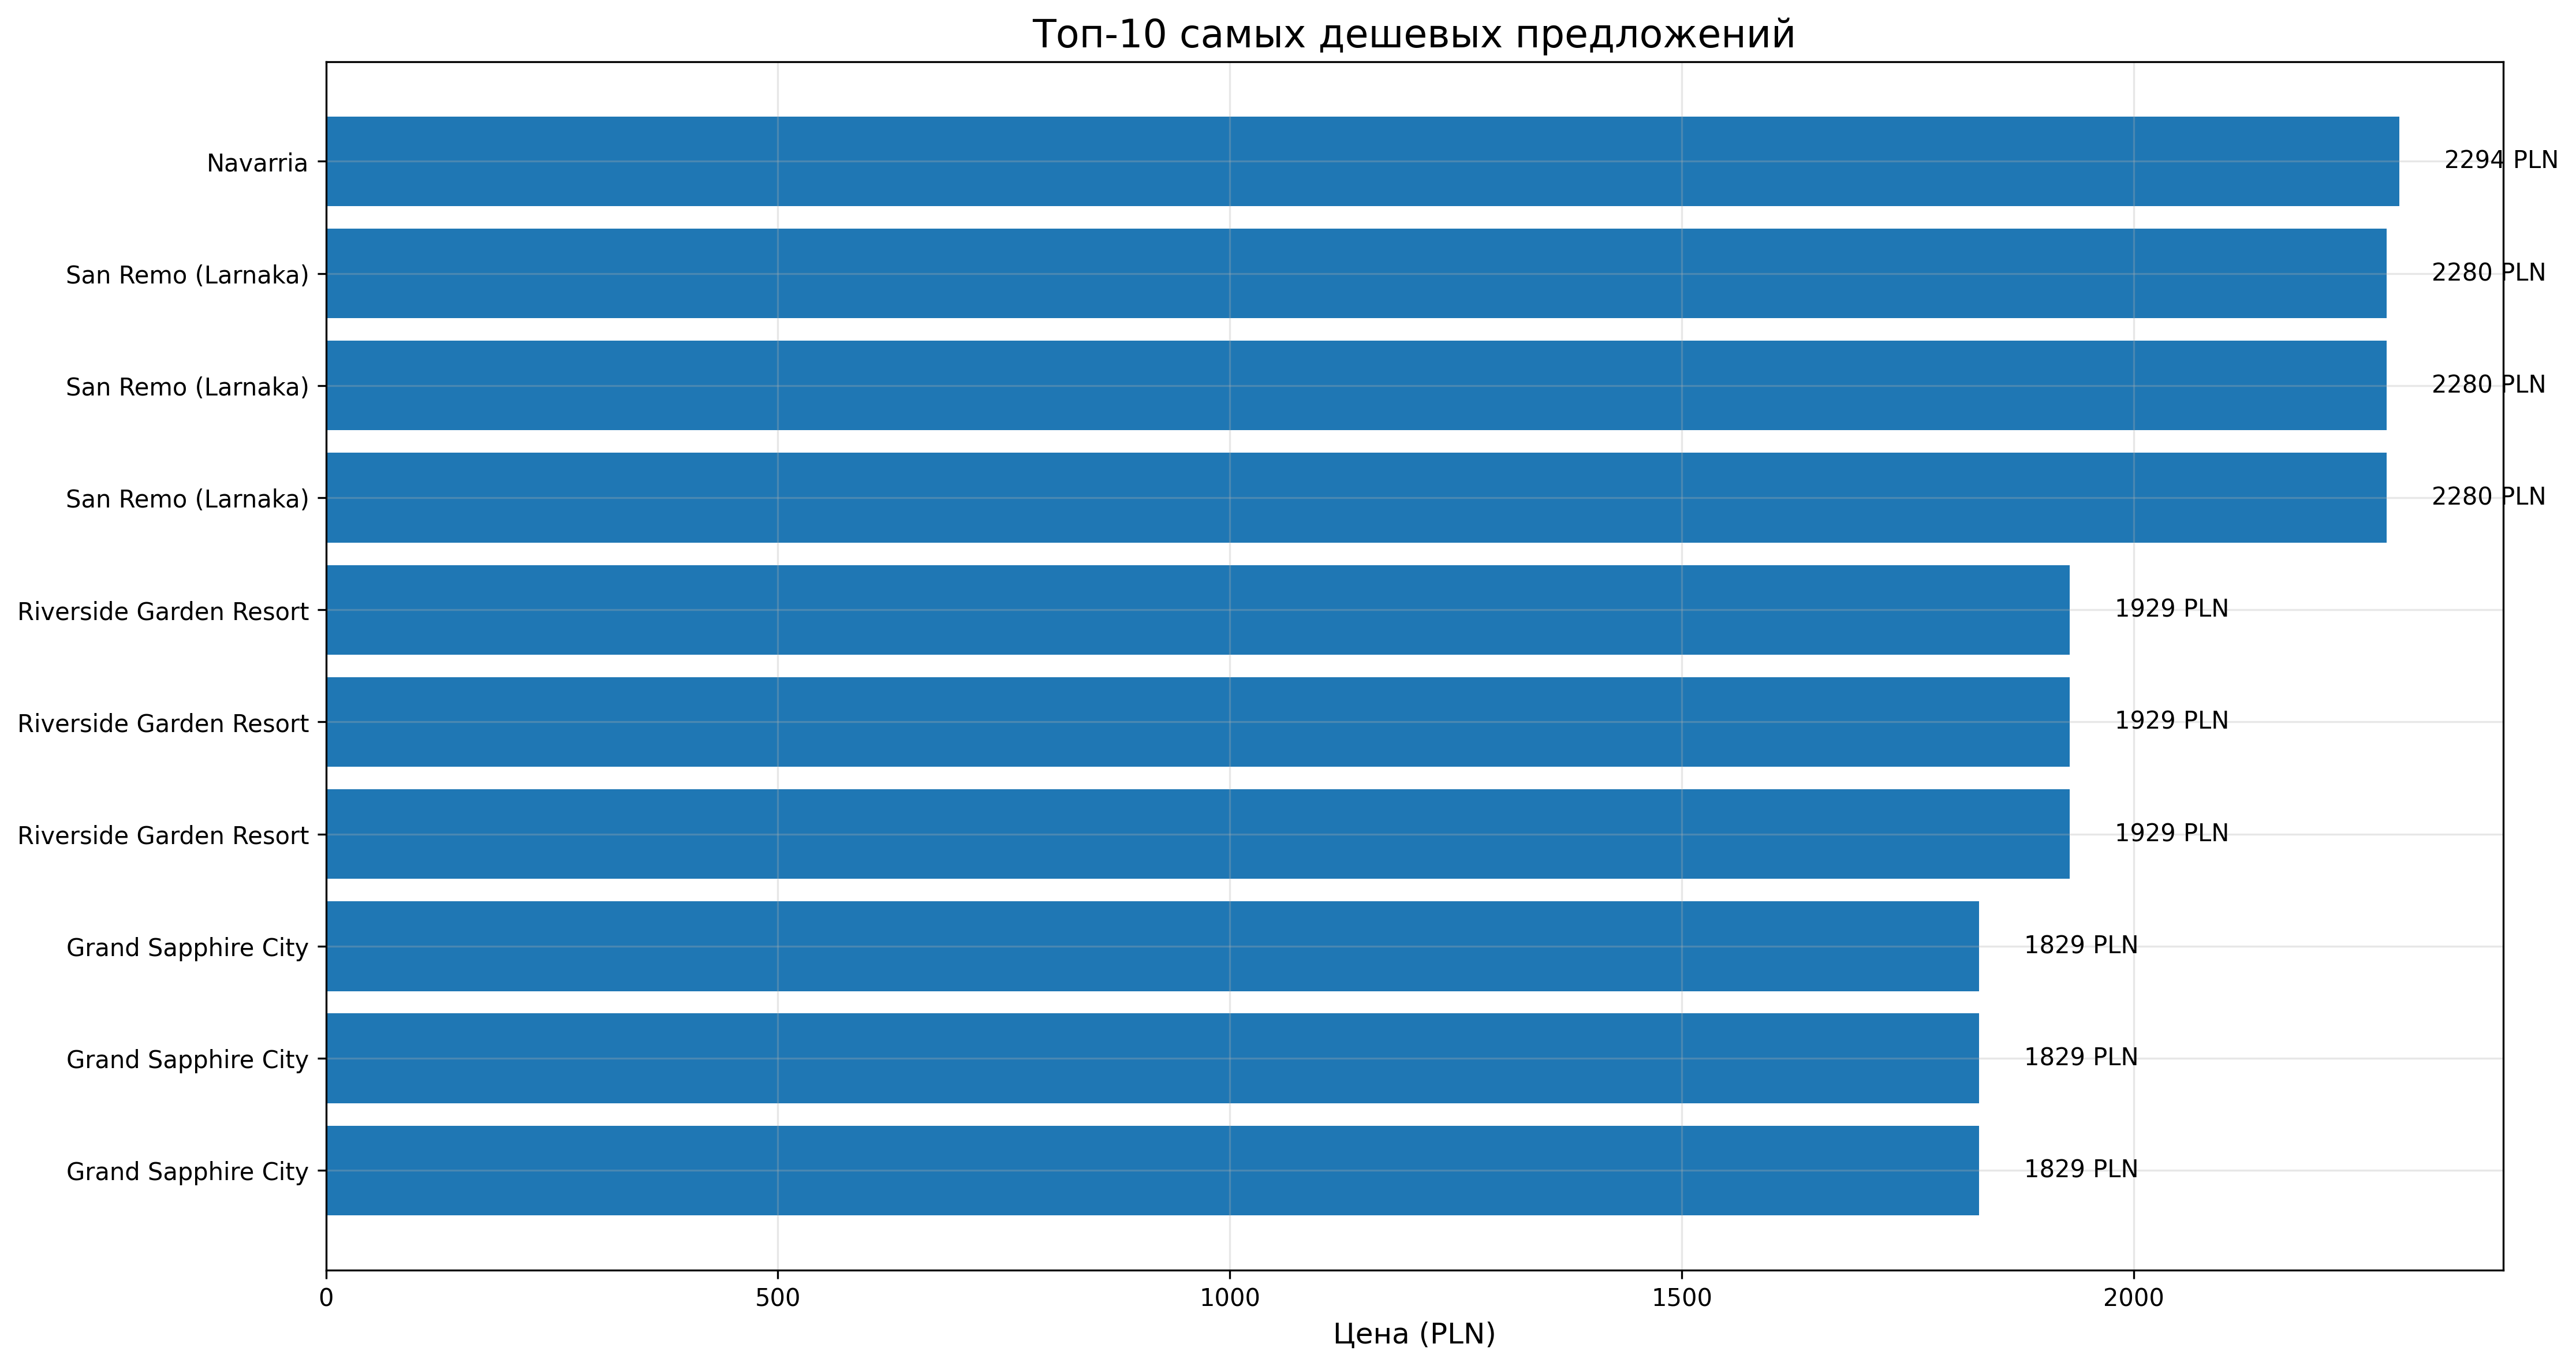 Топ-10 самых дешевых предложений
Navarria
2294 PLN
San Remo (Larnaka)
2280 PLN
San Remo (Larnaka)
2280 PLN
San Remo (Larnaka)
2280 PLN
Riverside Garden Resort
1929 PLN
Riverside Garden Resort
1929 PLN
Riverside Garden Resort
1929 PLN
Grand Sapphire City
1829 PLN
Grand Sapphire City
1829 PLN
Grand Sapphire City
1829 PLN
0 500 1000 1500 2000
Цена (PLN)